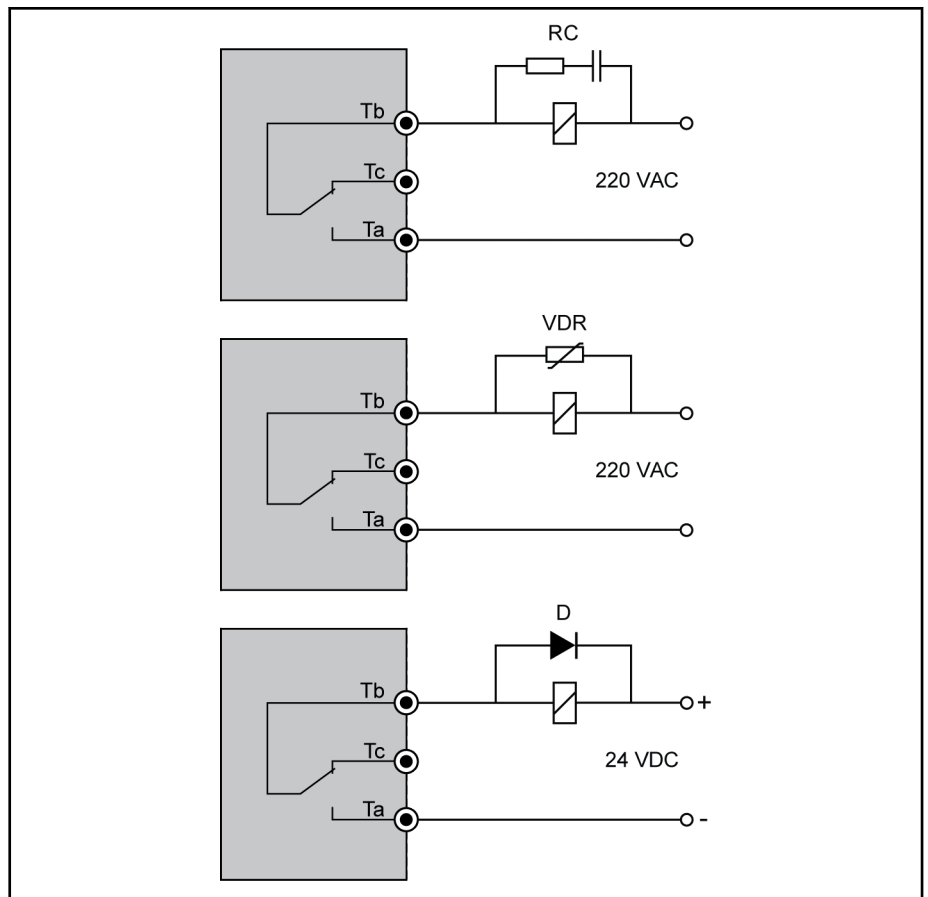 RC
Tb
Tc
220 VAC
Ta
VDR
Tb
Tc
220 VAC
Ta
D
Tb
+
Tc
24 VDC
Ta
-